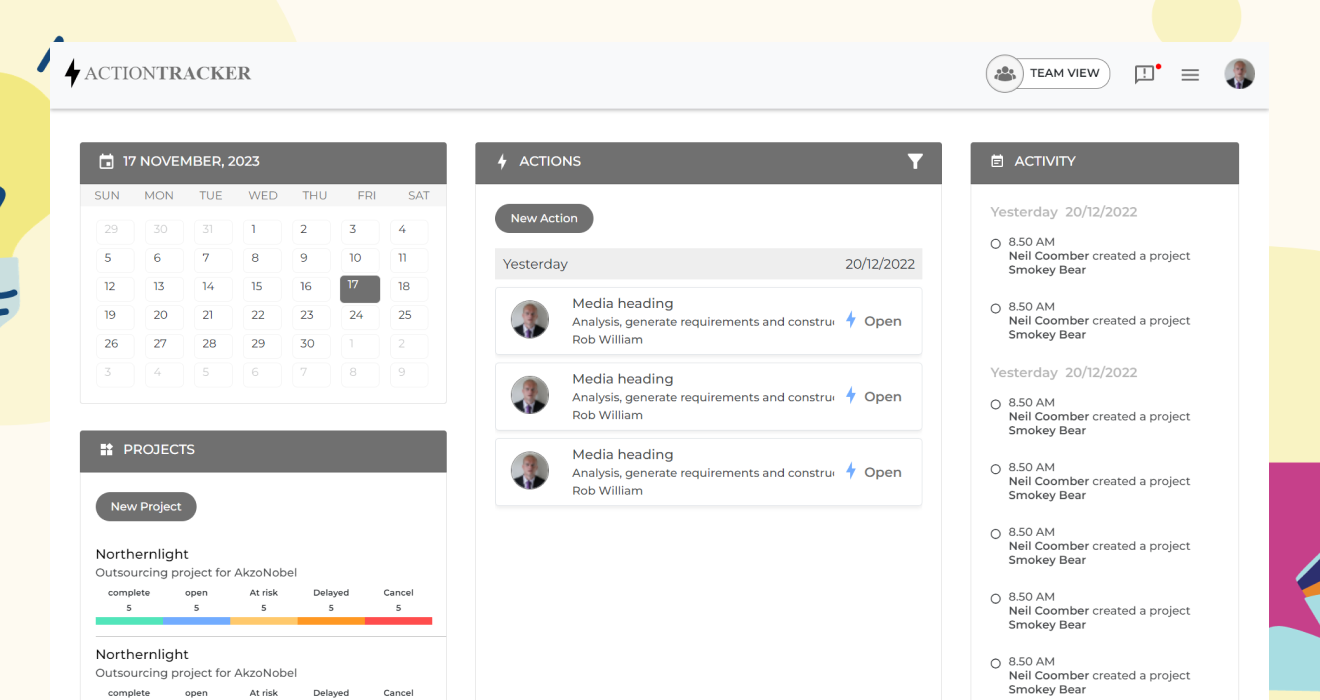 ACTIONTRACKER
TEAM VIEW
17 NOVEMBER, 2023
SUN MON TUE WED THU FRI SAT
29 30 31 1 2 3 4
5 6 7 8 9 10 11
12 13 14 15 16 17 18
19 20 21 22 23 24 25
26 27 28 29 30 1 2
3 4 5 6 7 8 9
PROJECTS
New Project
Northernlight
Outsourcing project for AkzoNobel
complete open At risk Delayed Cancel
5 5 5 5 5
Northernlight
Outsourcing project for AkzoNobel
complete open At risk Delayed Cancel
ACTIONS
New Action
Yesterday 20/12/2022
Media heading
Analysis, generate requirements and constru
Rob William
Open
Media heading
Analysis, generate requirements and constru
Rob William
Open
Media heading
Analysis, generate requirements and constru
Rob William
Open
ACTIVITY
Yesterday 20/12/2022
8.50 AM
Neil Coomber created a project
Smokey Bear
8.50 AM
Neil Coomber created a project
Smokey Bear
Yesterday 20/12/2022
8.50 AM
Neil Coomber created a project
Smokey Bear
8.50 AM
Neil Coomber created a project
Smokey Bear
8.50 AM
Neil Coomber created a project
Smokey Bear
8.50 AM
Neil Coomber created a project
Smokey Bear
8.50 AM
Neil Coomber created a project
Smokey Bear